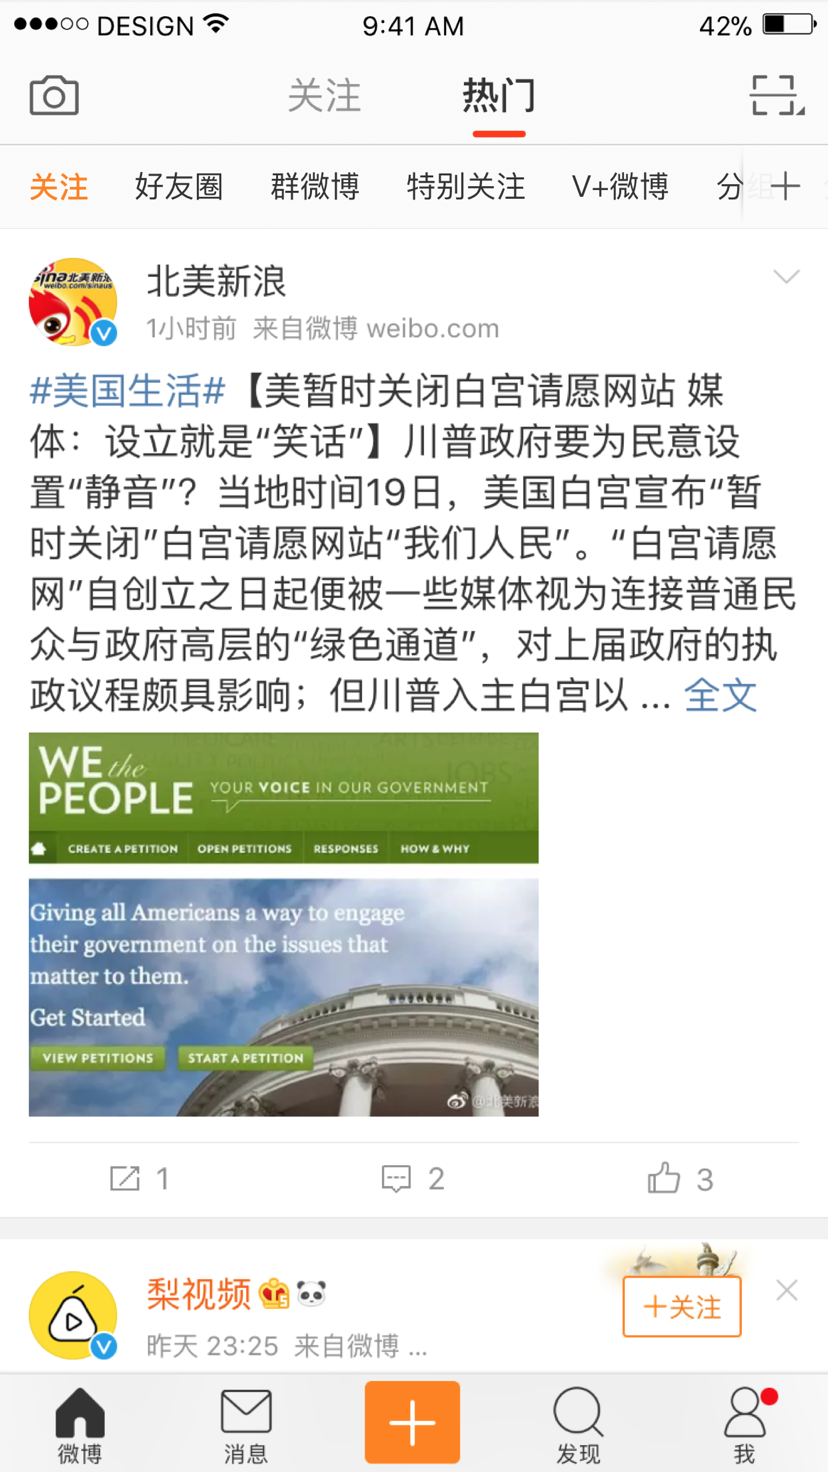 DESIGN
9:41 AM
42%
关注
热门
关注
好友圈
群微博
特别关注
V+微博
分组
sina北美新浪
weibo.com/sinaus
北美新浪
1小时前 来自微博 weibo.com
#美国生活#【美暂时关闭白宫请愿网站 媒
体：设立就是“笑话”】川普政府要为民意设
置“静音”？当地时间19日，美国白宫宣布“暂
时关闭”白宫请愿网站“我们人民”。“白宫请愿
网”自创立之日起便被一些媒体视为连接普通民
众与政府高层的“绿色通道”，对上届政府的执
政议程颇具影响；但川普入主白宫以 ... 全文
WE the
PEOPLE
YOUR VOICE IN OUR GOVERNMENT
CREATE A PETITION
OPEN PETITIONS
RESPONSES
HOW & WHY
Giving all Americans a way to engage
their government on the issues that
matter to them.
Get Started
VIEW PETITIONS
START A PETITION
@北美新浪
1
2
3
梨视频
+关注
昨天 23:25 来自微博 ...
微博
消息
发现
我